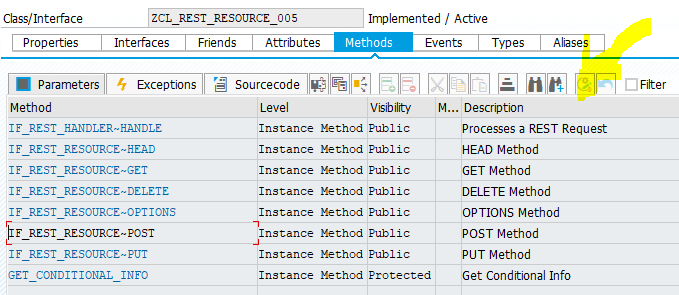 Class/Interface ZCL_REST_RESOURCE_005 Implemented / Active
Properties Interfaces Friends Attributes Methods Events Types Aliases
Parameters Exceptions Sourcecode Filter
Method Level Visibility M... Description
IF_REST_HANDLER~HANDLE Instance Method Public Processes a REST Request
IF_REST_RESOURCE~HEAD Instance Method Public HEAD Method
IF_REST_RESOURCE~GET Instance Method Public GET Method
IF_REST_RESOURCE~DELETE Instance Method Public DELETE Method
IF_REST_RESOURCE~OPTIONS Instance Method Public OPTIONS Method
IF_REST_RESOURCE~POST Instance Method Public POST Method
IF_REST_RESOURCE~PUT Instance Method Public PUT Method
GET_CONDITIONAL_INFO Instance Method Protected Get Conditional Info